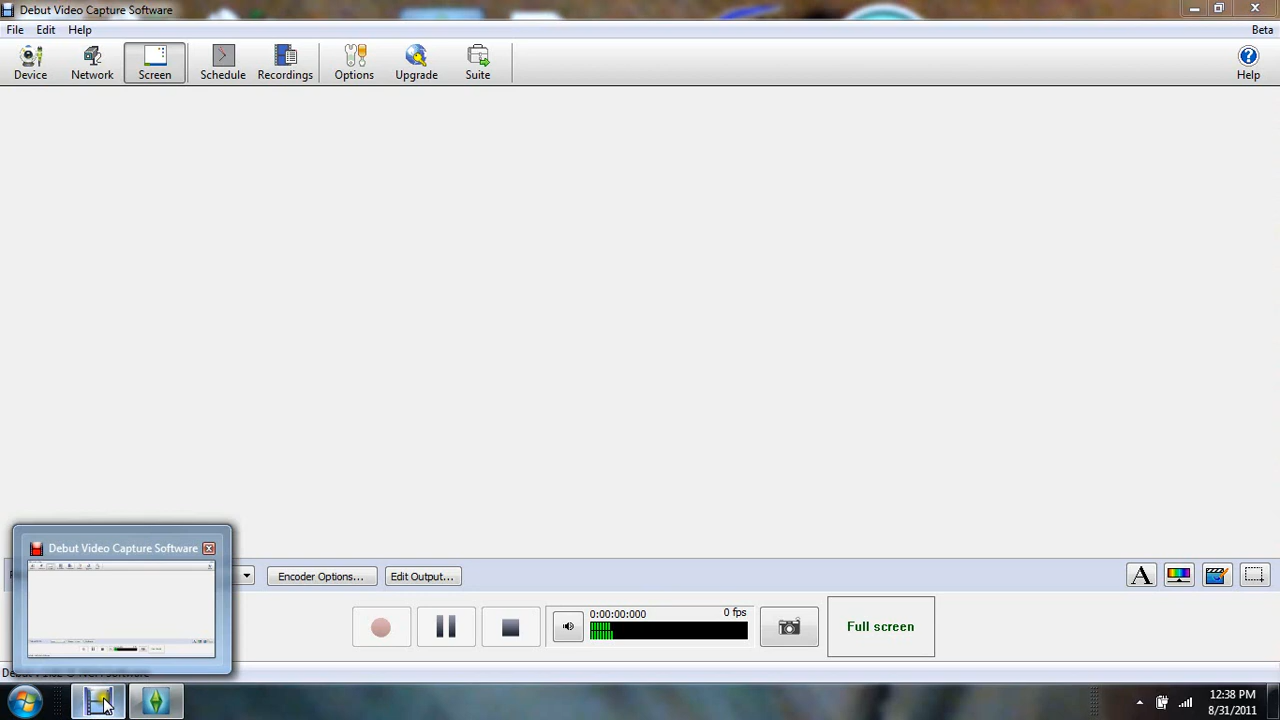 Debut Video Capture Software
File Edit Help Beta
Device Network Screen Schedule Recordings Options Upgrade Suite Help
Debut Video Capture Software
Encoder Options... Edit Output...
0:00:00:000 0 fps
Full screen
A
12:38 PM
8/31/2011